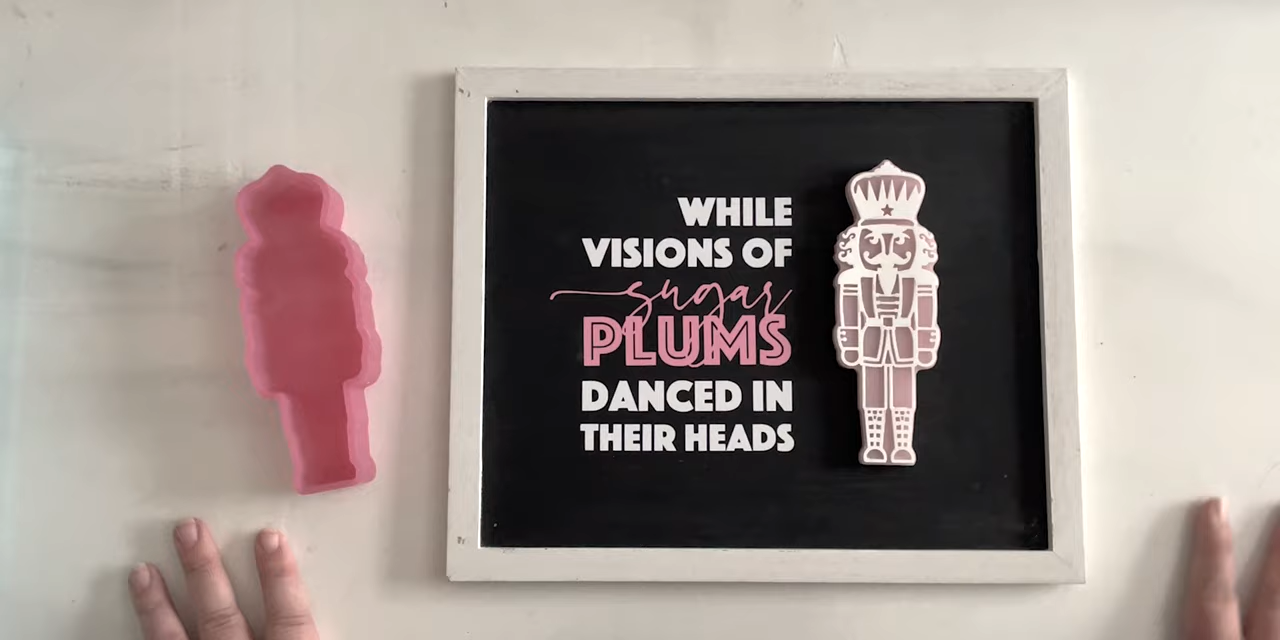 WHILE
VISIONS OF
sugar
PLUMS
DANCED IN
THEIR HEADS